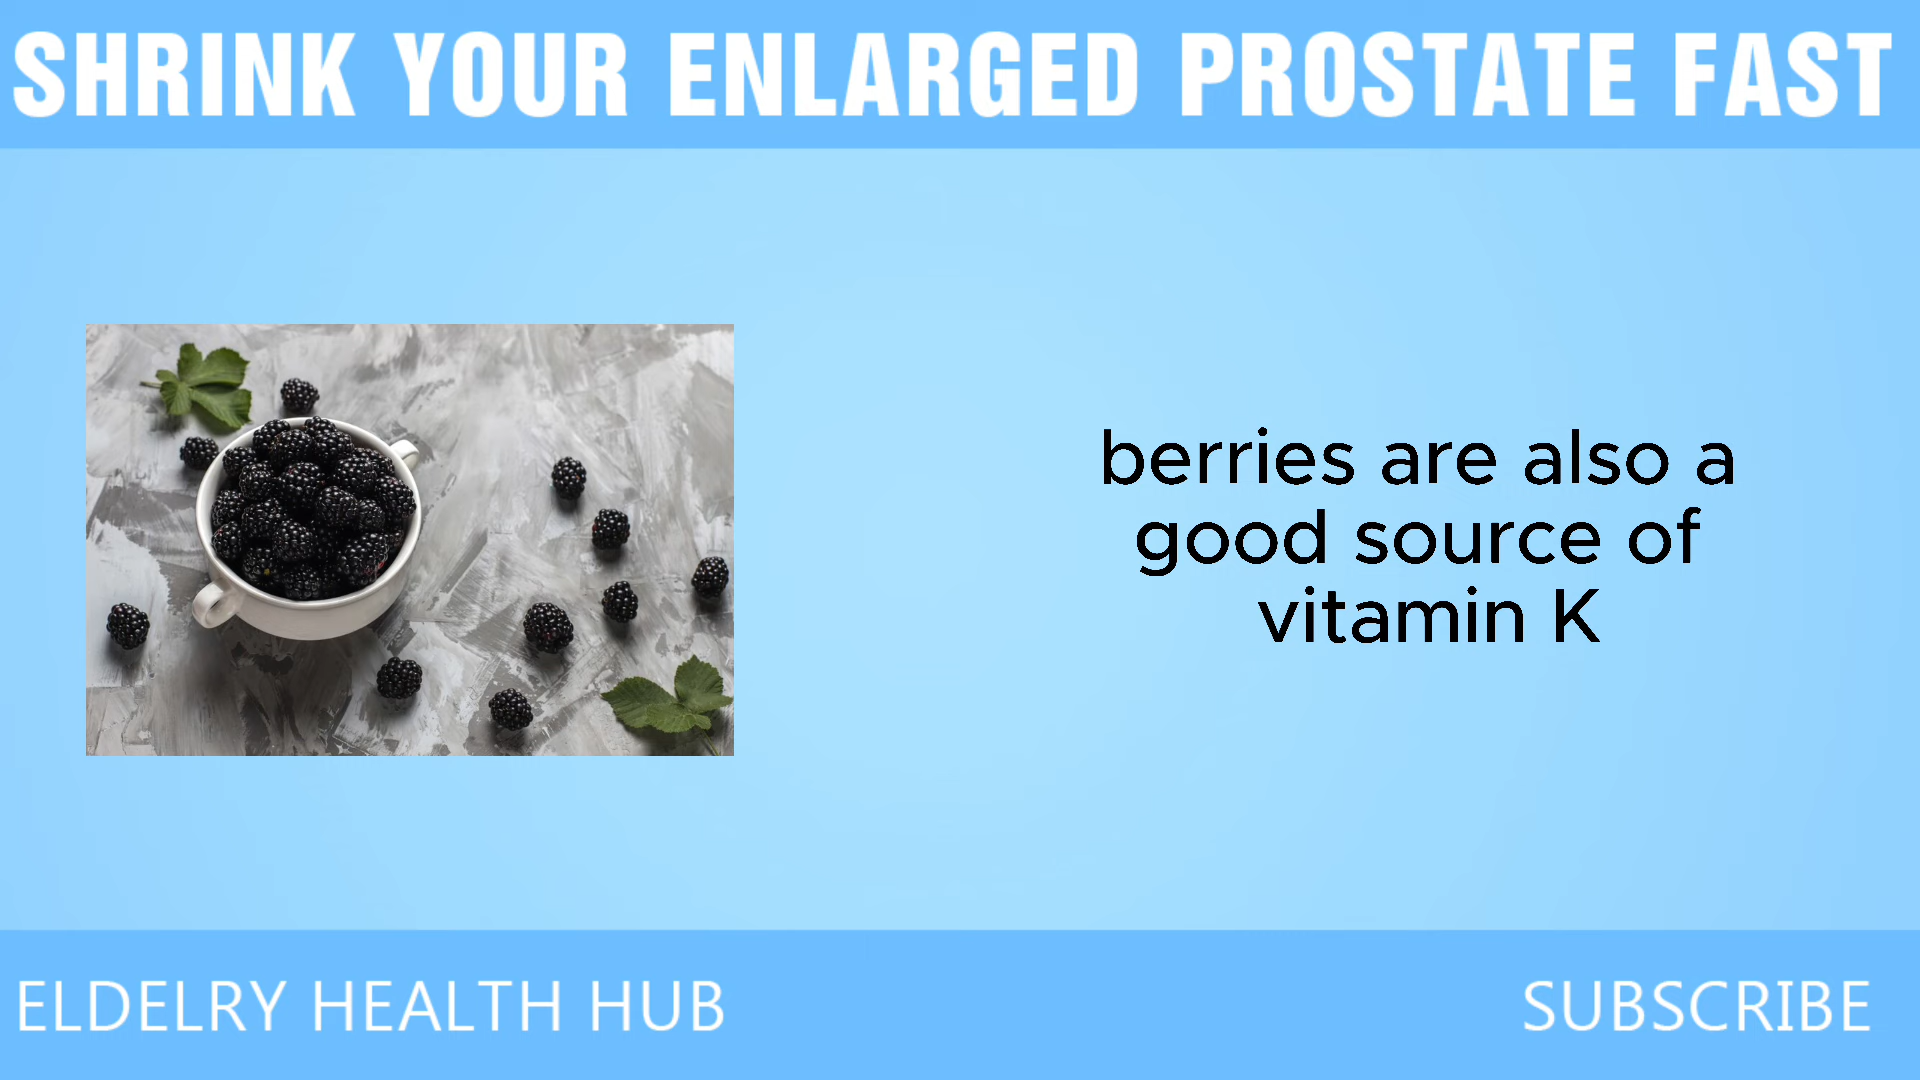 SHRINK YOUR ENLARGED PROSTATE FAST
berries are also a
good source of
vitamin K
ELDELRY HEALTH HUB
SUBSCRIBE